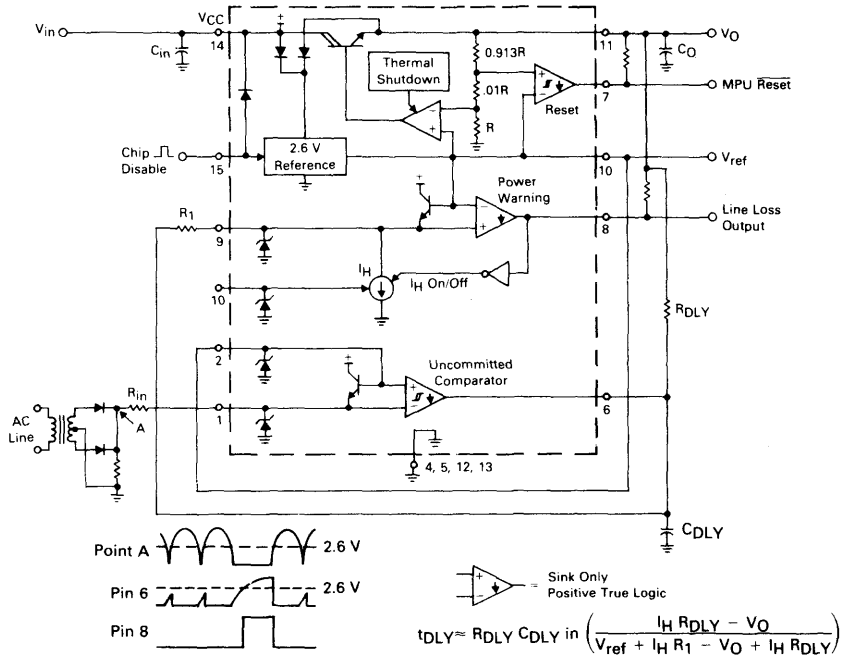 Vin
VCC
14
Cin
Thermal
Shutdown
0.913R
.01R
R
Reset
11
VO
CO
7
MPU Reset
Chip
Disable
15
2.6 V
Reference
10
Vref
Power
Warning
8
Line Loss
Output
R1
9
IH
IH On/Off
10
RDLY
2
Uncommitted
Comparator
6
AC
Line
A
Rin
1
4, 5, 12, 13
CDLY
Point A
2.6 V
Pin 6
2.6 V
Pin 8
= Sink Only
Positive True Logic
tDLY ≈ RDLY CDLY in ( IH RDLY − VO / Vref + IH R1 − VO + IH RDLY )